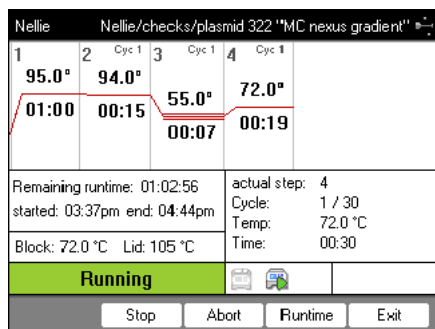 Nellie Nellie/checks/plasmid 322 "MC nexus gradient"
1 2 Cyc 1 3 Cyc 1 4 Cyc 1
95.0° 94.0° 55.0° 72.0°
01:00 00:15 00:07 00:19
Remaining runtime: 01:02:56
started: 03:37pm end: 04:44pm
Block: 72.0 °C Lid: 105 °C
actual step: 4
Cycle: 1 / 30
Temp: 72.0 °C
Time: 00:30
Running
Stop Abort Runtime Exit